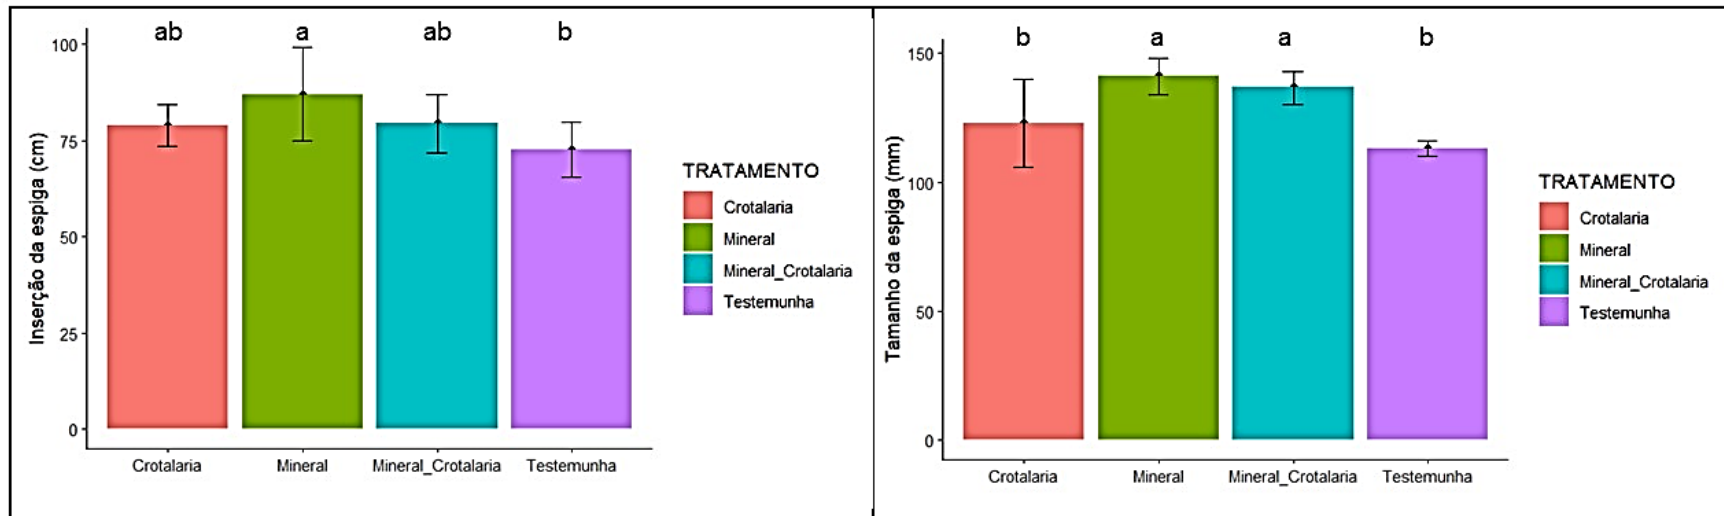 ab a ab b
100
75
50
25
0
Inserção da espiga (cm)
Crotalaria Mineral Mineral_Crotalaria Testemunha
TRATAMENTO
Crotalaria
Mineral
Mineral_Crotalaria
Testemunha
b a a b
150
100
50
0
Tamanho da espiga (mm)
Crotalaria Mineral Mineral_Crotalaria Testemunha
TRATAMENTO
Crotalaria
Mineral
Mineral_Crotalaria
Testemunha